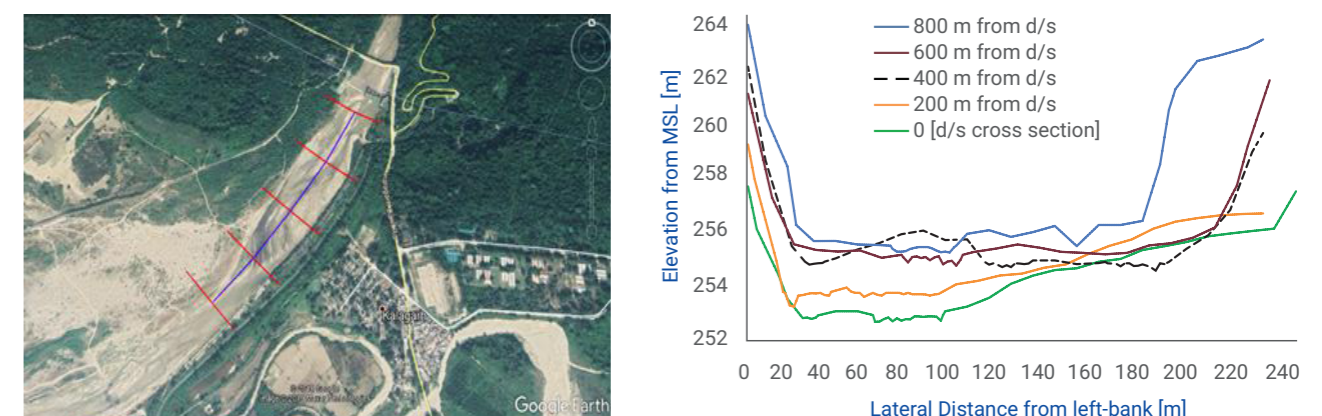 Kalagarh
Google Earth
264
262
260
258
256
254
252
Elevation from MSL [m]
800 m from d/s
600 m from d/s
400 m from d/s
200 m from d/s
0 [d/s cross section]
0 20 40 60 80 100 120 140 160 180 200 220 240
Lateral Distance from left-bank [m]